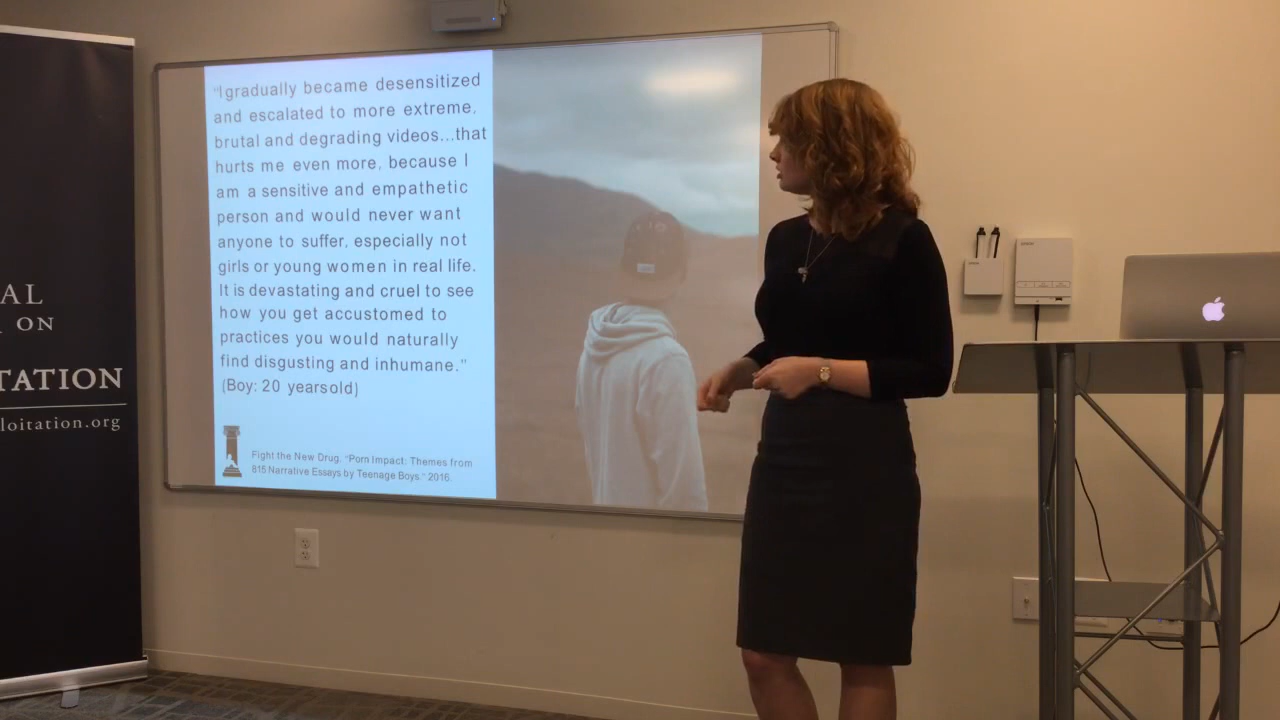 AL
ON
TATION
loitation.org
"I gradually became desensitized
and escalated to more extreme,
brutal and degrading videos...that
hurts me even more, because I
am a sensitive and empathetic
person and would never want
anyone to suffer, especially not
girls or young women in real life.
It is devastating and cruel to see
how you get accustomed to
practices you would naturally
find disgusting and inhumane."
(Boy: 20 yearsold)
Fight the New Drug. "Porn Impact: Themes from
815 Narrative Essays by Teenage Boys." 2016.